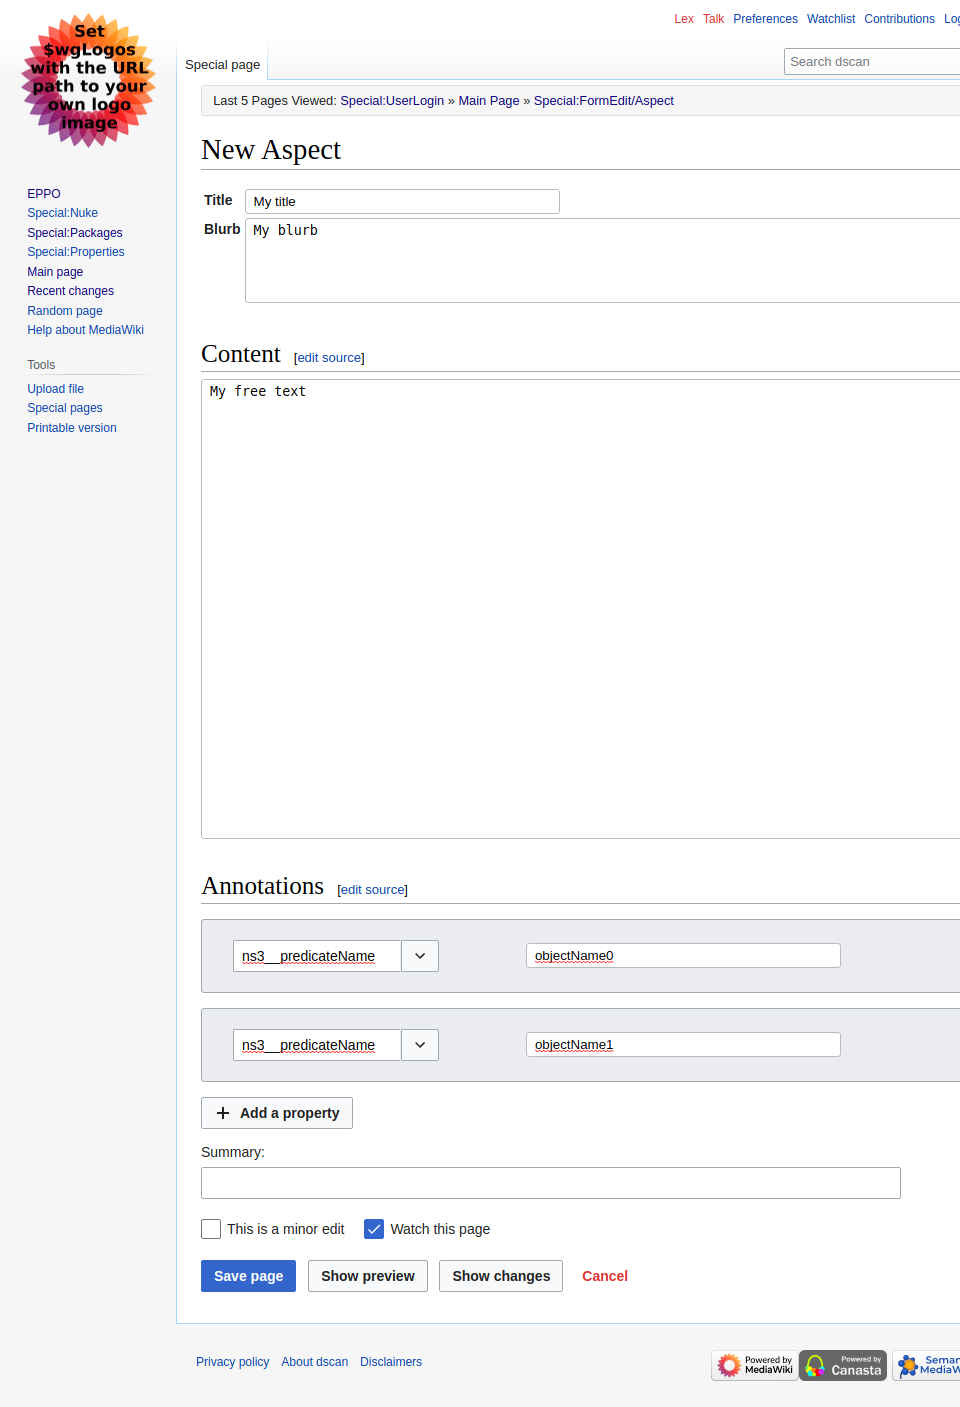 Set
$wgLogos
with the URL
path to your
own logo
image
Lex Talk Preferences Watchlist Contributions
Special page
Search dscan
Last 5 Pages Viewed: Special:UserLogin » Main Page » Special:FormEdit/Aspect
New Aspect
Title My title
Blurb My blurb
EPPO
Special:Nuke
Special:Packages
Special:Properties
Main page
Recent changes
Random page
Help about MediaWiki
Tools
Upload file
Special pages
Printable version
Content [edit source]
My free text
Annotations [edit source]
ns3__predicateName objectName0
ns3__predicateName objectName1
Add a property
Summary:
This is a minor edit Watch this page
Save page Show preview Show changes Cancel
Privacy policy About dscan Disclaimers
Powered by
MediaWiki
Powered by
Canasta